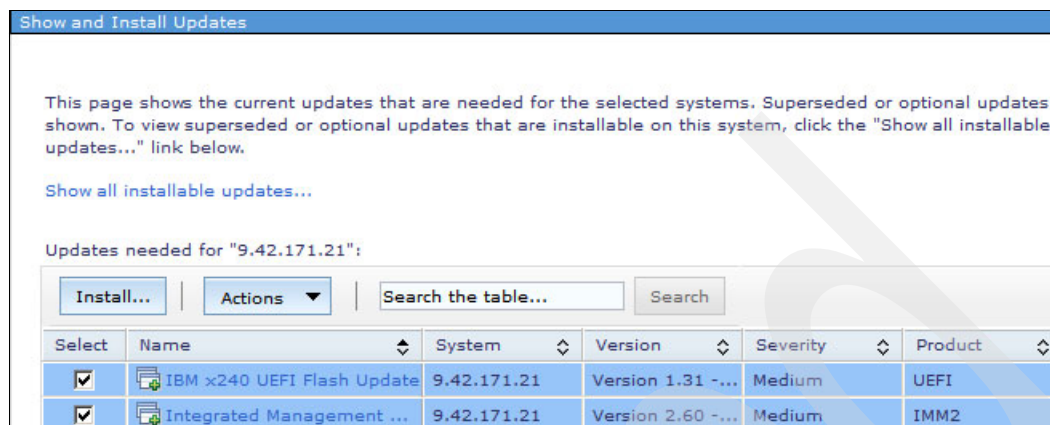 Show and Install Updates
This page shows the current updates that are needed for the selected systems. Superseded or optional updates
shown. To view superseded or optional updates that are installable on this system, click the "Show all installable
updates..." link below.
Show all installable updates...
Updates needed for "9.42.171.21":
Install... Actions Search the table... Search
Select Name System Version Severity Product
IBM x240 UEFI Flash Update 9.42.171.21 Version 1.31 -... Medium UEFI
Integrated Management ... 9.42.171.21 Version 2.60 -... Medium IMM2